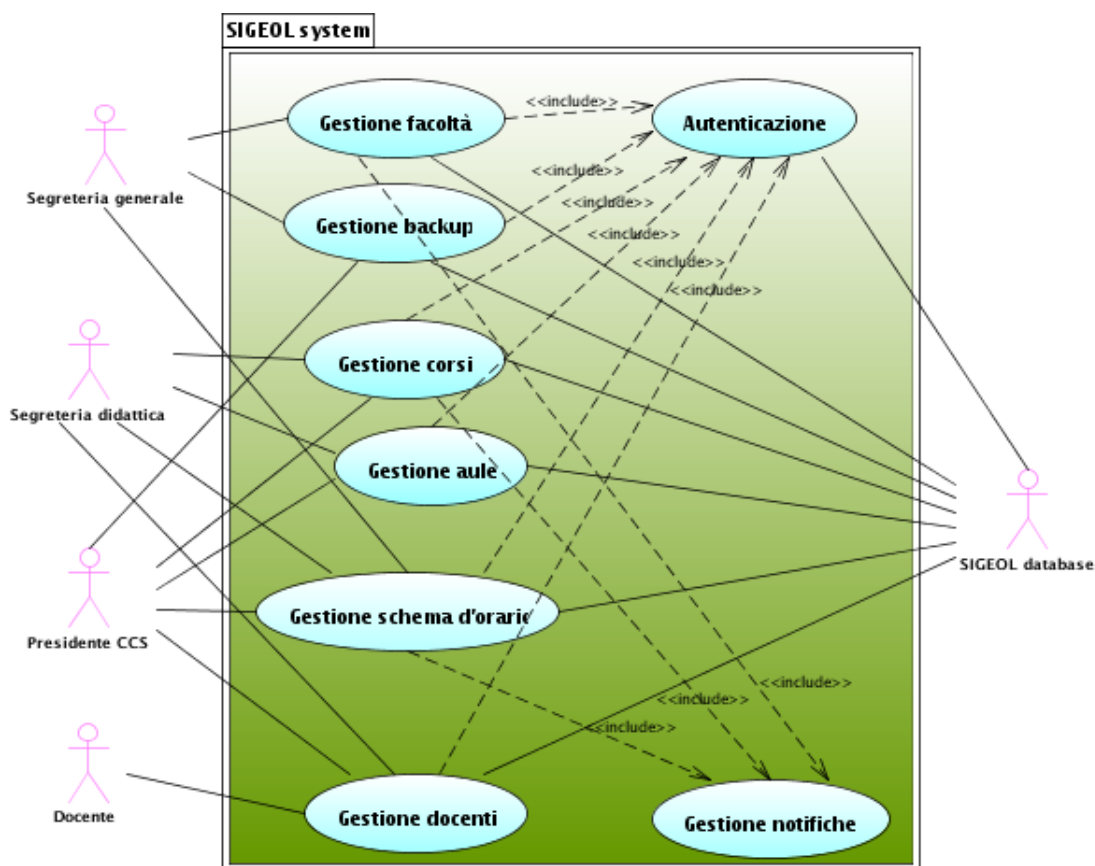 SIGEOL system
Gestione facoltà
<<include>>
Autenticazione
<<include>>
Segreteria generale
Gestione backup
<<include>>
<<include>>
<<include>>
<<include>>
Gestione corsi
Segreteria didattica
Gestione aule
SIGEOL database
Gestione schema d'orario
Presidente CCS
<<include>>
<<include>>
<<include>>
Docente
Gestione docenti
Gestione notifiche